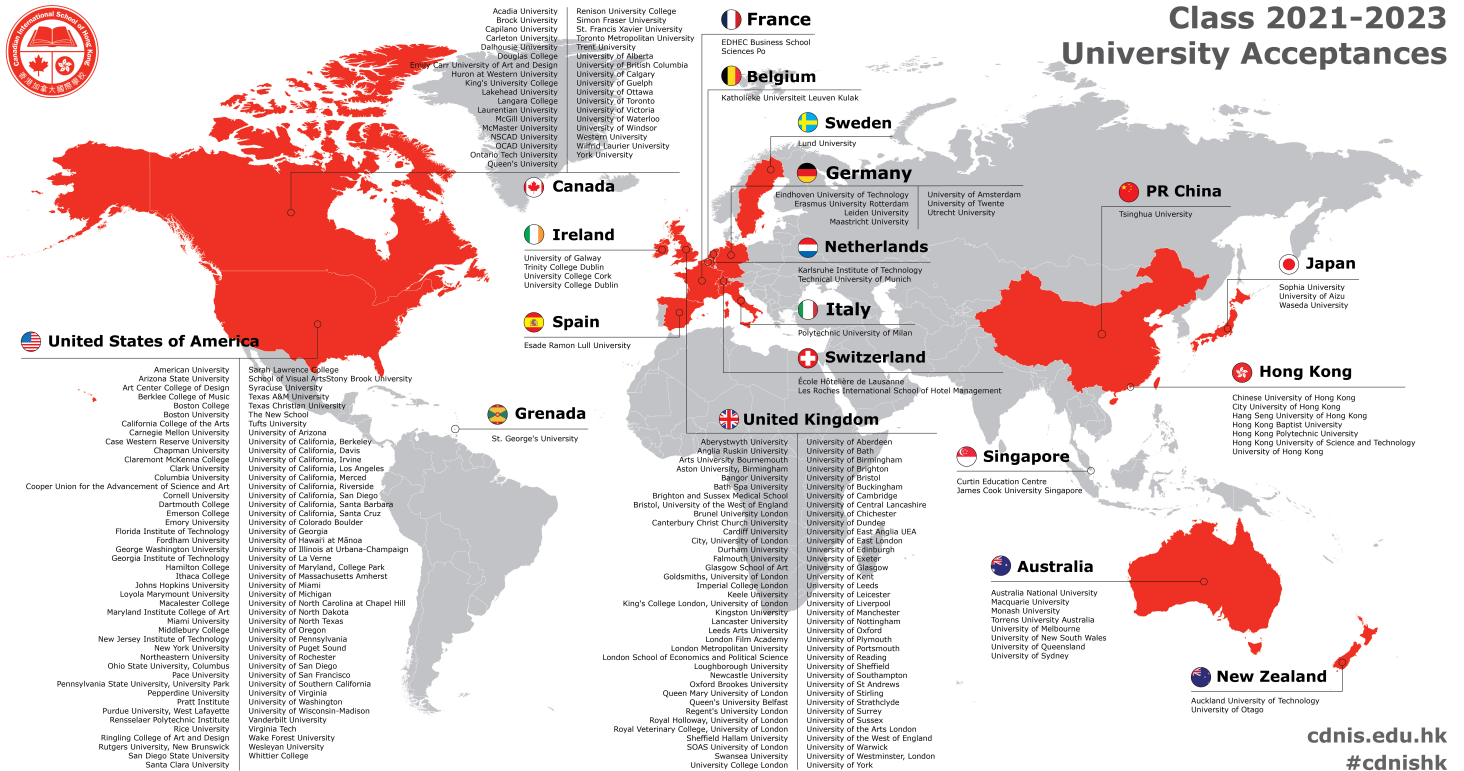 Canadian International School of Hong Kong
香港加拿大國際學校
Class 2021-2023
University Acceptances
Acadia University
Brock University
Capilano University
Carleton University
Dalhousie University
Douglas College
Emily Carr University of Art and Design
Huron at Western University
King's University College
Lakehead University
Langara College
Laurentian University
McGill University
McMaster University
NSCAD University
OCAD University
Ontario Tech University
Queen's University
Renison University College
Simon Fraser University
St. Francis Xavier University
Toronto Metropolitan University
Trent University
University of Alberta
University of British Columbia
University of Calgary
University of Guelph
University of Ottawa
University of Toronto
University of Victoria
University of Waterloo
University of Windsor
Western University
Wilfrid Laurier University
York University
Canada
France
EDHEC Business School
Sciences Po
Belgium
Katholieke Universiteit Leuven Kulak
Sweden
Lund University
Germany
Eindhoven University of Technology
Erasmus University Rotterdam
Leiden University
Maastricht University
University of Amsterdam
University of Twente
Utrecht University
Netherlands
Karlsruhe Institute of Technology
Technical University of Munich
Italy
Polytechnic University of Milan
Switzerland
École Hôtelière de Lausanne
Les Roches International School of Hotel Management
Ireland
University of Galway
Trinity College Dublin
University College Cork
University College Dublin
Spain
Esade Ramon Lull University
PR China
Tsinghua University
Japan
Sophia University
University of Aizu
Waseda University
Hong Kong
Chinese University of Hong Kong
City University of Hong Kong
Hang Seng University of Hong Kong
Hong Kong Baptist University
Hong Kong Polytechnic University
Hong Kong University of Science and Technology
University of Hong Kong
United States of America
American University
Arizona State University
Art Center College of Design
Berklee College of Music
Boston College
Boston University
California College of the Arts
Carnegie Mellon University
Case Western Reserve University
Chapman University
Claremont McKenna College
Clark University
Columbia University
Cooper Union for the Advancement of Science and Art
Cornell University
Dartmouth College
Emerson College
Emory University
Florida Institute of Technology
Fordham University
George Washington University
Georgia Institute of Technology
Hamilton College
Ithaca College
Johns Hopkins University
Loyola Marymount University
Macalester College
Maryland Institute College of Art
Miami University
Middlebury College
New Jersey Institute of Technology
New York University
Northeastern University
Ohio State University, Columbus
Pace University
Pennsylvania State University, University Park
Pepperdine University
Pratt Institute
Purdue University, West Lafayette
Rensselaer Polytechnic Institute
Rice University
Ringling College of Art and Design
Rutgers University, New Brunswick
San Diego State University
Santa Clara University
Sarah Lawrence College
School of Visual ArtsStony Brook University
Syracuse University
Texas A&M University
Texas Christian University
The New School
Tufts University
University of Arizona
University of California, Berkeley
University of California, Davis
University of California, Irvine
University of California, Los Angeles
University of California, Merced
University of California, Riverside
University of California, San Diego
University of California, Santa Barbara
University of California, Santa Cruz
University of Colorado Boulder
University of Georgia
University of Hawai'i at Mānoa
University of Illinois at Urbana-Champaign
University of La Verne
University of Maryland, College Park
University of Massachusetts Amherst
University of Miami
University of Michigan
University of North Carolina at Chapel Hill
University of North Dakota
University of North Texas
University of Oregon
University of Pennsylvania
University of Puget Sound
University of Rochester
University of San Diego
University of San Francisco
University of Southern California
University of Virginia
University of Washington
University of Wisconsin-Madison
Vanderbilt University
Virginia Tech
Wake Forest University
Wesleyan University
Whittier College
Grenada
St. George's University
United Kingdom
Aberystwyth University
Anglia Ruskin University
Arts University Bournemouth
Aston University, Birmingham
Bangor University
Bath Spa University
Brighton and Sussex Medical School
Bristol, University of the West of England
Brunel University London
Canterbury Christ Church University
Cardiff University
City, University of London
Durham University
Falmouth University
Glasgow School of Art
Goldsmiths, University of London
Imperial College London
Keele University
King's College London, University of London
Kingston University
Lancaster University
Leeds Arts University
London Film Academy
London Metropolitan University
London School of Economics and Political Science
Loughborough University
Newcastle University
Oxford Brookes University
Queen Mary University of London
Queen's University Belfast
Regent's University London
Royal Holloway, University of London
Royal Veterinary College, University of London
Sheffield Hallam University
SOAS University of London
Swansea University
University College London
University of Aberdeen
University of Bath
University of Birmingham
University of Brighton
University of Bristol
University of Buckingham
University of Cambridge
University of Central Lancashire
University of Chichester
University of Dundee
University of East Anglia UEA
University of East London
University of Edinburgh
University of Exeter
University of Glasgow
University of Kent
University of Leeds
University of Leicester
University of Liverpool
University of Manchester
University of Nottingham
University of Oxford
University of Plymouth
University of Portsmouth
University of Reading
University of Sheffield
University of Southampton
University of St Andrews
University of Stirling
University of Strathclyde
University of Surrey
University of Sussex
University of the Arts London
University of the West of England
University of Warwick
University of Westminster, London
University of York
Singapore
Curtin Education Centre
James Cook University Singapore
Australia
Australia National University
Macquarie University
Monash University
Torrens University Australia
University of Melbourne
University of New South Wales
University of Queensland
University of Sydney
New Zealand
Auckland University of Technology
University of Otago
cdnis.edu.hk
#cdnishk